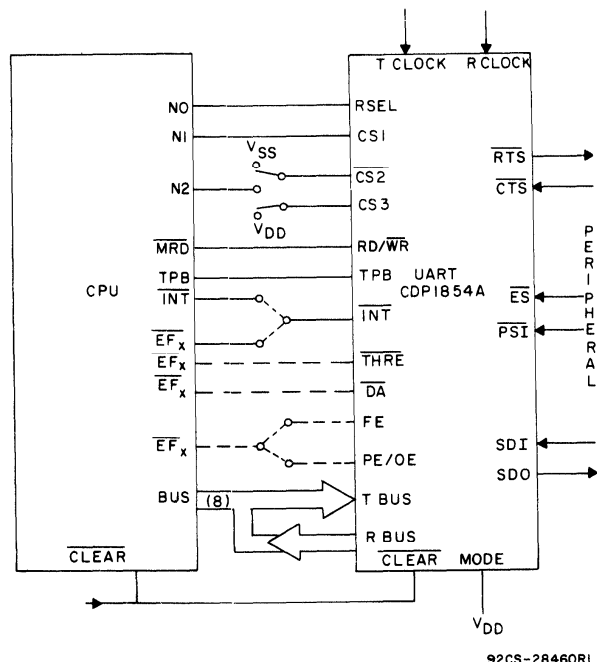 T CLOCK R CLOCK
N0 RSEL
N1 CS1
VSS
CS2
N2
CS3
VDD
MRD RD/WR
TPB TPB
CPU
UART
CDP1854A
INT
INT
EFx
EFx THRE
EFx DA
FE
EFx
PE/OE
BUS (8) T BUS
R BUS
CLEAR
CLEAR MODE
VDD
RTS
CTS
ES
PSI
SDI
SDO
PERIPHERAL
92CS-28460RI